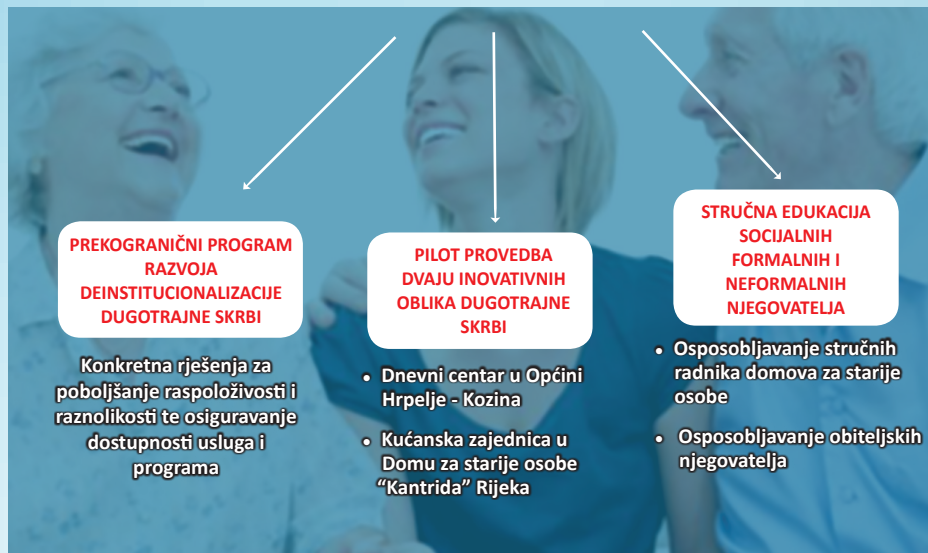 PREKOGRANIČNI PROGRAM
RAZVOJA
DEINSTITUCIONALIZACIJE
DUGOTRAJNE SKRBI
Konkretna rješenja za
poboljšanje raspoloživosti i
raznolikosti te osiguravanje
dostupnosti usluga i
programa
PILOT PROVEDBA
DVAJU INOVATIVNIH
OBLIKA DUGOTRAJNE
SKRBI
• Dnevni centar u Općini
Hrpelje - Kozina
• Kućanska zajednica u
Domu za starije osobe
“Kantrida” Rijeka
STRUČNA EDUKACIJA
SOCIJALNIH
FORMALNIH I
NEFORMALNIH
NJEGOVATELJA
• Osposobljavanje stručnih
radnika domova za starije
osobe
• Osposobljavanje obiteljskih
njegovatelja